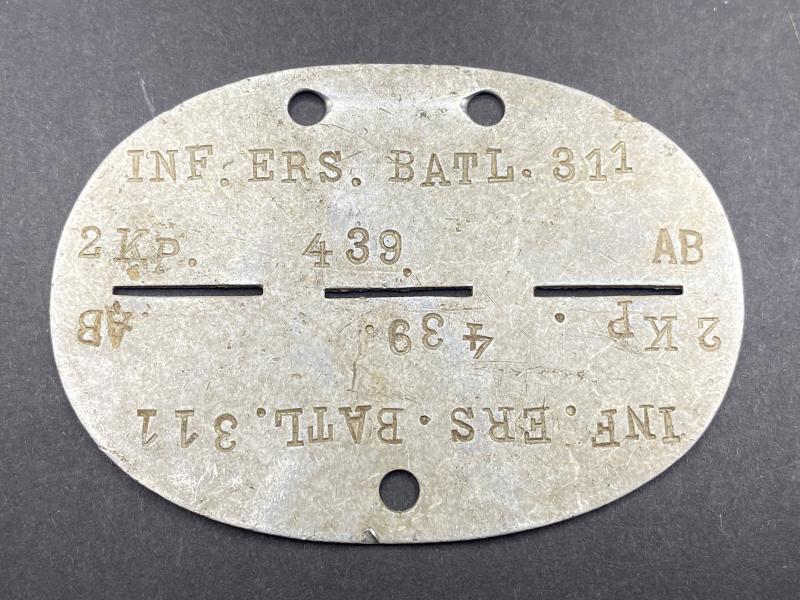 INF. ERS. BATL. 311
2 Kp. 439. AB
2 Kp. 439. AB
INF. ERS. BATL. 311